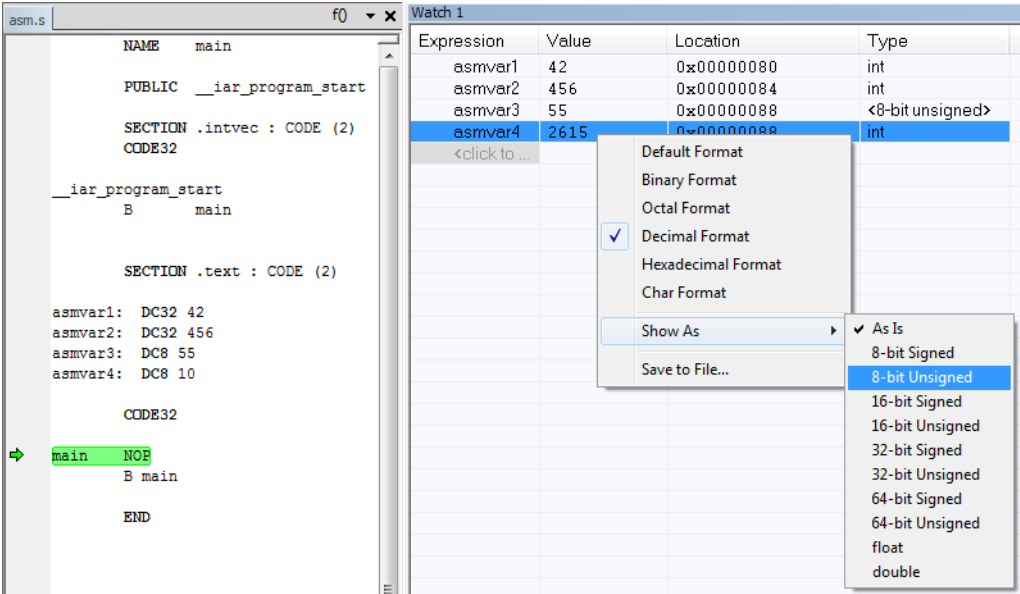 asm.s
f()
NAME main
PUBLIC __iar_program_start
SECTION .intvec : CODE (2)
CODE32
__iar_program_start
B main
SECTION .text : CODE (2)
asmvar1: DC32 42
asmvar2: DC32 456
asmvar3: DC8 55
asmvar4: DC8 10
CODE32
main NOP
B main
END
Watch 1
Expression Value Location Type
asmvar1 42 0x00000080 int
asmvar2 456 0x00000084 int
asmvar3 55 0x00000088 <8-bit unsigned>
asmvar4 2615 0x00000088 int
<click to ...
Default Format
Binary Format
Octal Format
Decimal Format
Hexadecimal Format
Char Format
Show As
Save to File...
As Is
8-bit Signed
8-bit Unsigned
16-bit Signed
16-bit Unsigned
32-bit Signed
32-bit Unsigned
64-bit Signed
64-bit Unsigned
float
double